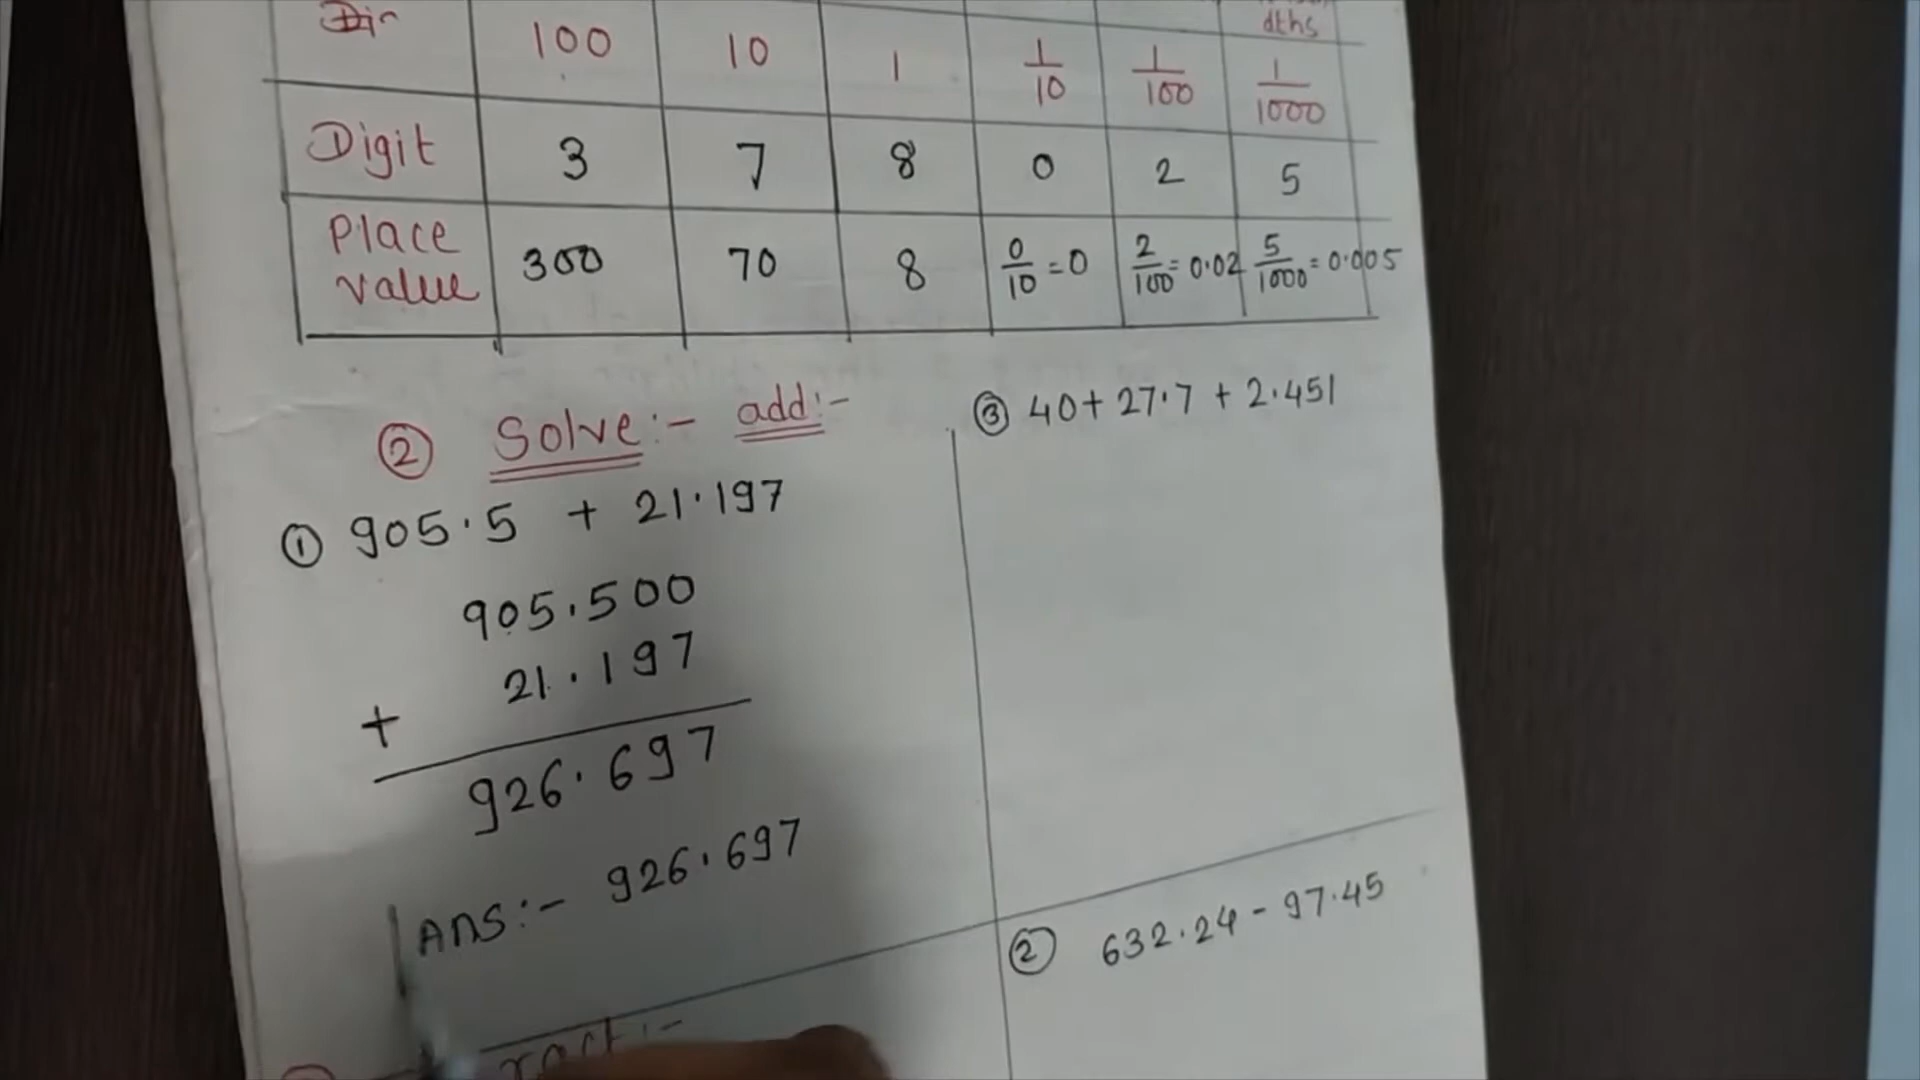 dths
100 10 1 1/10 1/100 1/1000
Digit 3 7 8 0 2 5
Place value 300 70 8 0/10 = 0 2/100 = 0.02 5/1000 = 0.005
② Solve:- add:-
① 905.5 + 21.197
905.500
+ 21.197
926.697
Ans:- 926.697
③ 40+ 27.7 + 2.451
② 632.24 - 97.45